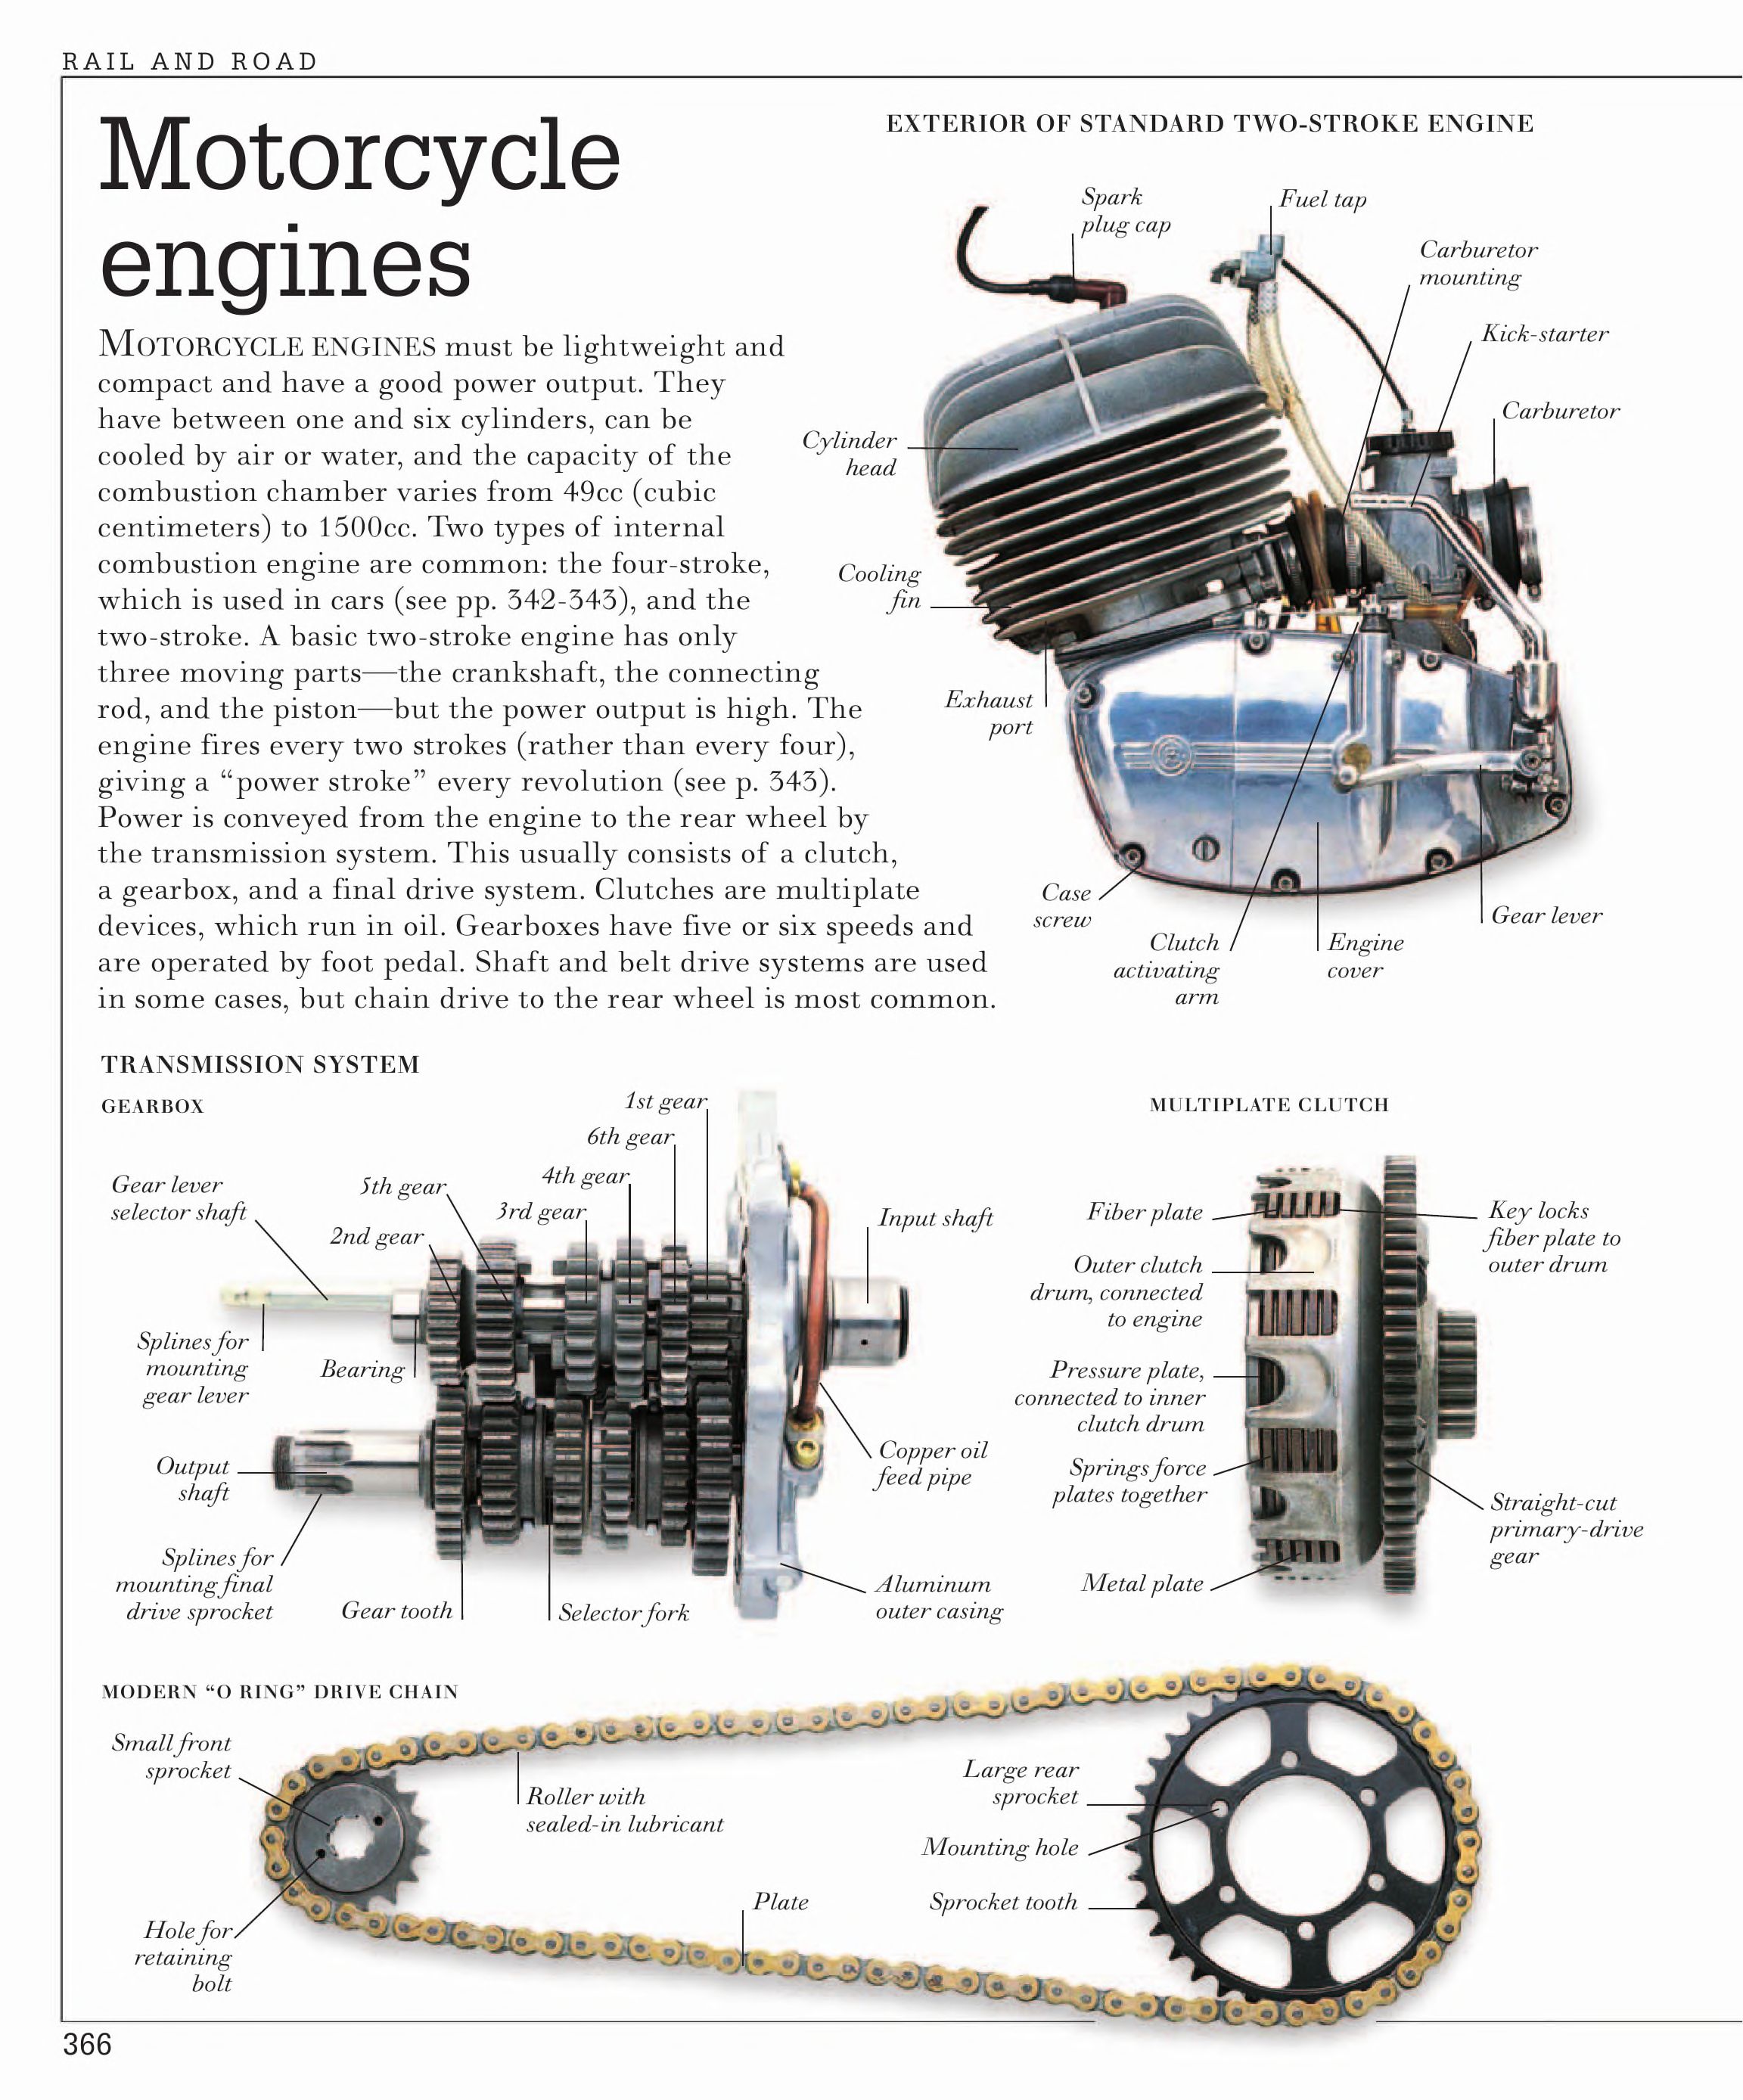 RAIL AND ROAD
Motorcycle
engines
MOTORCYCLE ENGINES must be lightweight and
compact and have a good power output. They
have between one and six cylinders, can be
cooled by air or water, and the capacity of the
combustion chamber varies from 49cc (cubic
centimeters) to 1500cc. Two types of internal
combustion engine are common: the four-stroke,
which is used in cars (see pp. 342-343), and the
two-stroke. A basic two-stroke engine has only
three moving parts—the crankshaft, the connecting
rod, and the piston—but the power output is high. The
engine fires every two strokes (rather than every four),
giving a “power stroke” every revolution (see p. 343).
Power is conveyed from the engine to the rear wheel by
the transmission system. This usually consists of a clutch,
a gearbox, and a final drive system. Clutches are multiplate
devices, which run in oil. Gearboxes have five or six speeds and
are operated by foot pedal. Shaft and belt drive systems are used
in some cases, but chain drive to the rear wheel is most common.
EXTERIOR OF STANDARD TWO-STROKE ENGINE
Spark
plug cap
Fuel tap
Carburetor
mounting
Kick-starter
Carburetor
Cylinder
head
Cooling
fin
Exhaust
port
Case
screw
Clutch
activating
arm
Engine
cover
Gear lever
TRANSMISSION SYSTEM
GEARBOX
1st gear
6th gear
4th gear
3rd gear
5th gear
2nd gear
Gear lever
selector shaft
Input shaft
Splines for
mounting
gear lever
Bearing
Output
shaft
Copper oil
feed pipe
Splines for
mounting final
drive sprocket
Gear tooth
Selector fork
Aluminum
outer casing
MULTIPLATE CLUTCH
Fiber plate
Key locks
fiber plate to
outer drum
Outer clutch
drum, connected
to engine
Pressure plate,
connected to inner
clutch drum
Springs force
plates together
Straight-cut
primary-drive
gear
Metal plate
MODERN “O RING” DRIVE CHAIN
Small front
sprocket
Roller with
sealed-in lubricant
Large rear
sprocket
Mounting hole
Sprocket tooth
Plate
Hole for
retaining
bolt
366